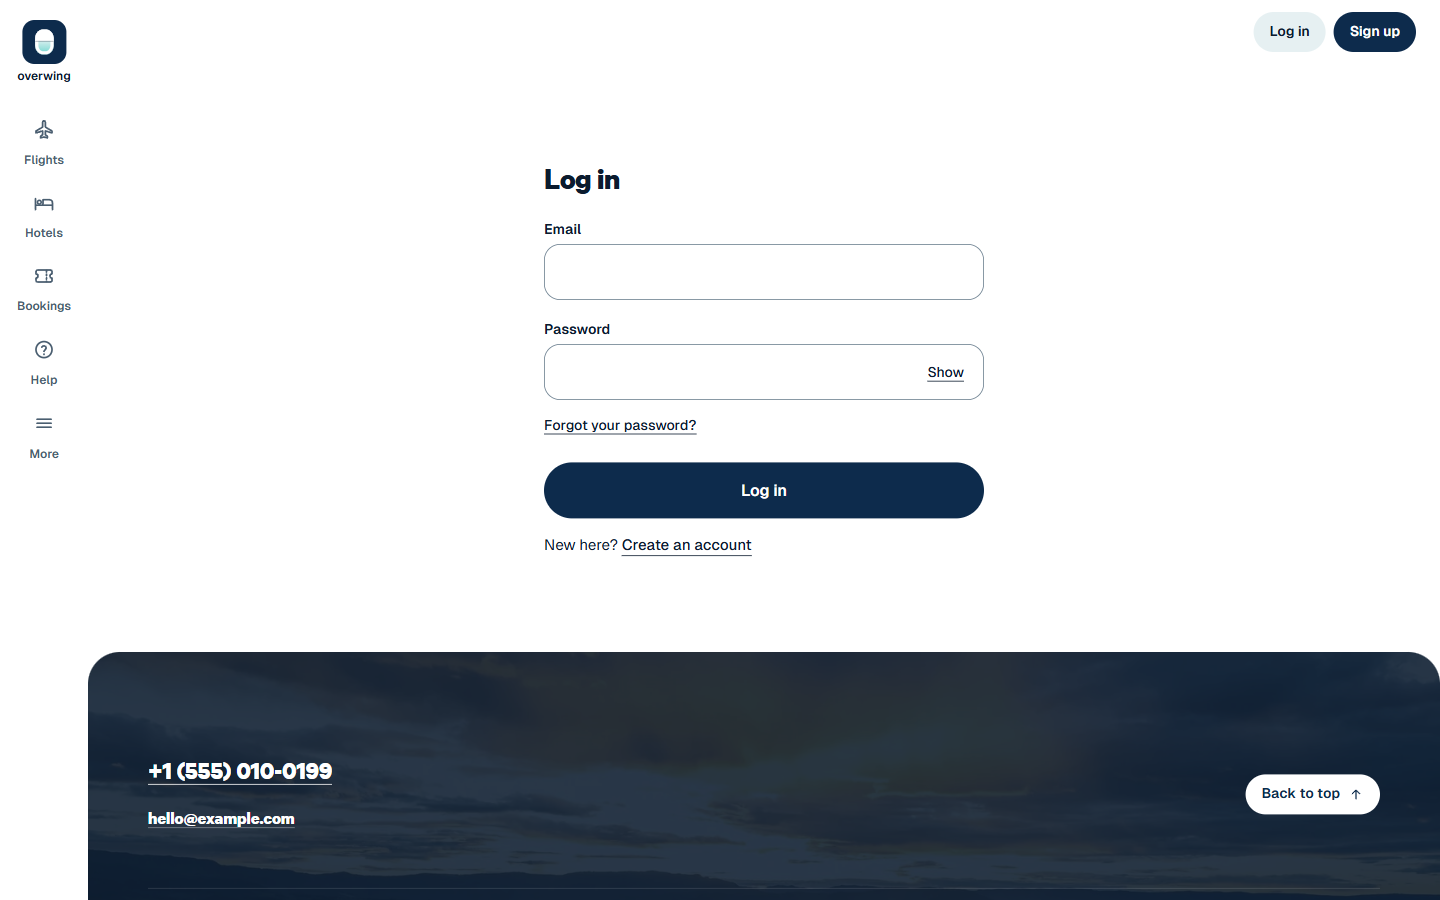 overwing
Log in
Sign up
Flights
Hotels
Bookings
Help
More
Log in
Email
Password
Show
Forgot your password?
Log in
New here? Create an account
+1 (555) 010-0199
hello@example.com
Back to top